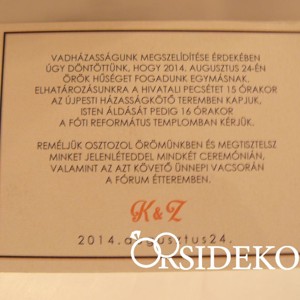 VADHÁZASSÁGUNK MEGSZELÍDÍTÉSE ÉRDEKÉBEN
ÚGY DÖNTÖTTÜNK, HOGY 2014. AUGUSZTUS 24-ÉN
ÖRÖK HŰSÉGET FOGADUNK EGYMÁSNAK.
ELHATÁROZÁSUNKRA A HIVATALI PECSÉTET 15 ÓRAKOR
AZ ÚJPESTI HÁZASSÁGKÖTŐ TEREMBEN KAPJUK,
ISTEN ÁLDÁSÁT PEDIG 16 ÓRAKOR
A FÓTI REFORMÁTUS TEMPLOMBAN KÉRJÜK.
REMÉLJÜK OSZTOZOL ÖRÖMÜNKBEN ÉS MEGTISZTELSZ
MINKET JELENLÉTEDDEL MINDKÉT CEREMÓNIÁN,
VALAMINT AZ AZT KÖVETŐ ÜNNEPI VACSORÁN
A FÓRUM ÉTTEREMBEN.
K&Z
2014.augusztus24.
ORSIDEKO